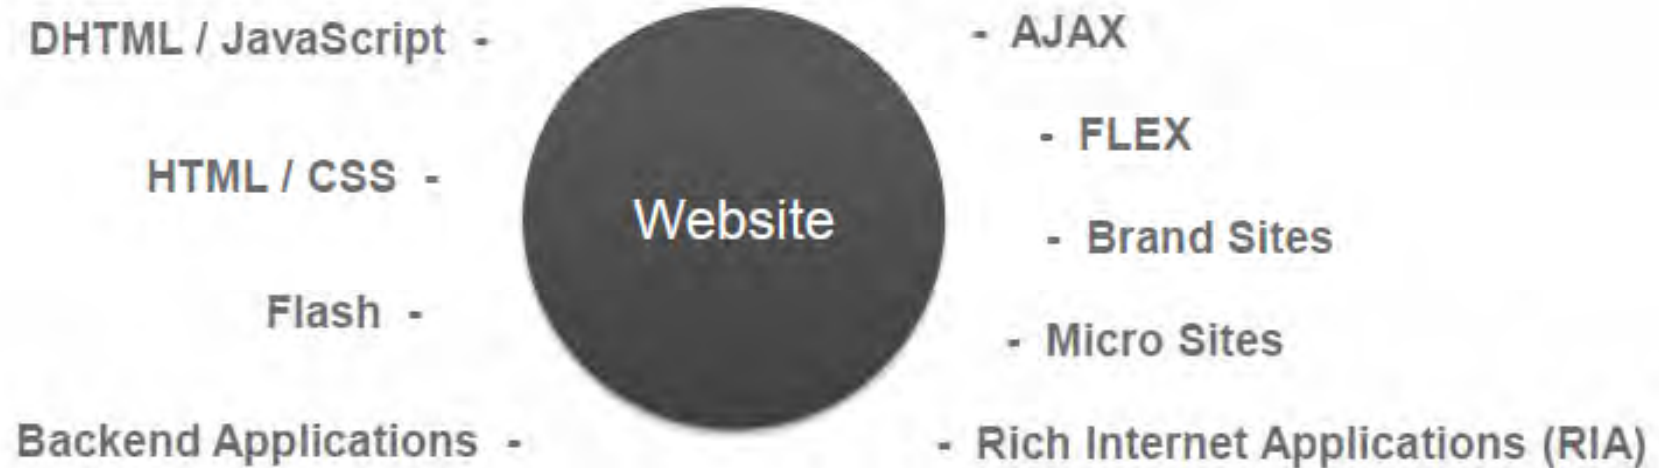 DHTML / JavaScript -
HTML / CSS -
Flash -
Backend Applications -
Website
- AJAX
- FLEX
- Brand Sites
- Micro Sites
- Rich Internet Applications (RIA)